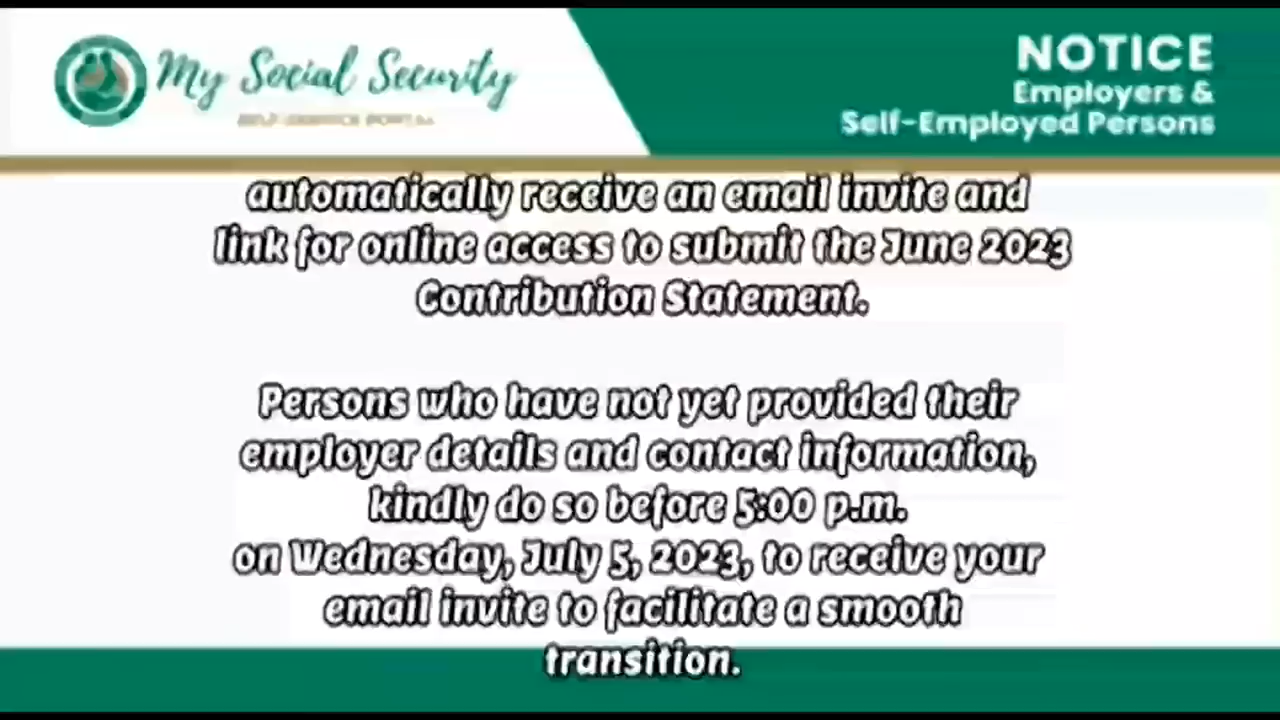 My Social Security
SELF-SERVICE PORTAL
NOTICE
Employers &
Self-Employed Persons
automatically receive an email invite and
link for online access to submit the June 2023
Contribution Statement.
Persons who have not yet provided their
employer details and contact information,
kindly do so before 5:00 p.m.
on Wednesday, July 5, 2023, to receive your
email invite to facilitate a smooth
transition.